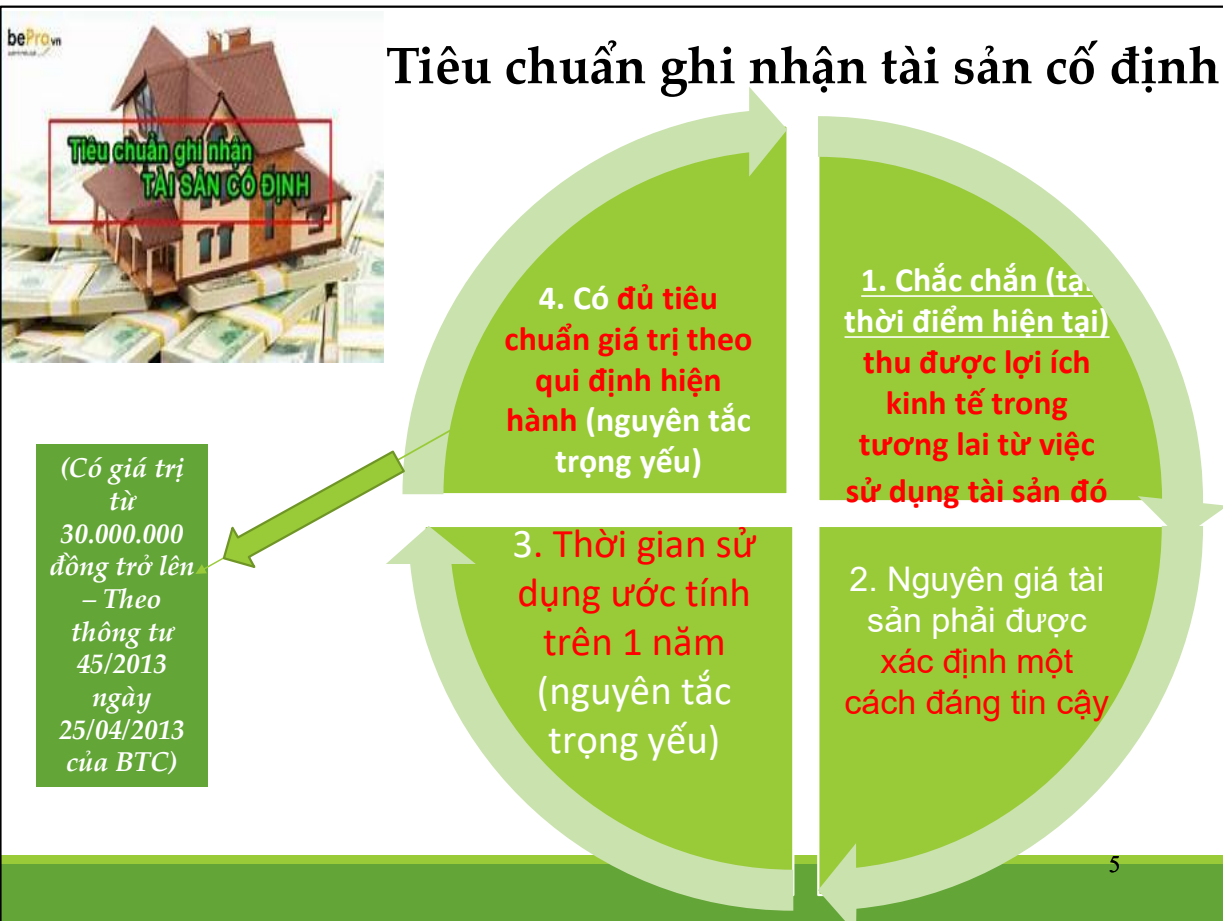 bePro.vn
Tiêu chuẩn ghi nhận
TÀI SẢN CỐ ĐỊNH
Tiêu chuẩn ghi nhận tài sản cố định
1. Chắc chắn (tại
thời điểm hiện tại)
thu được lợi ích
kinh tế trong
tương lai từ việc
sử dụng tài sản đó
2. Nguyên giá tài
sản phải được
xác định một
cách đáng tin cậy
3. Thời gian sử
dụng ước tính
trên 1 năm
(nguyên tắc
trọng yếu)
4. Có đủ tiêu
chuẩn giá trị theo
qui định hiện
hành (nguyên tắc
trọng yếu)
(Có giá trị
từ
30.000.000
đồng trở lên
– Theo
thông tư
45/2013
ngày
25/04/2013
của BTC)
5